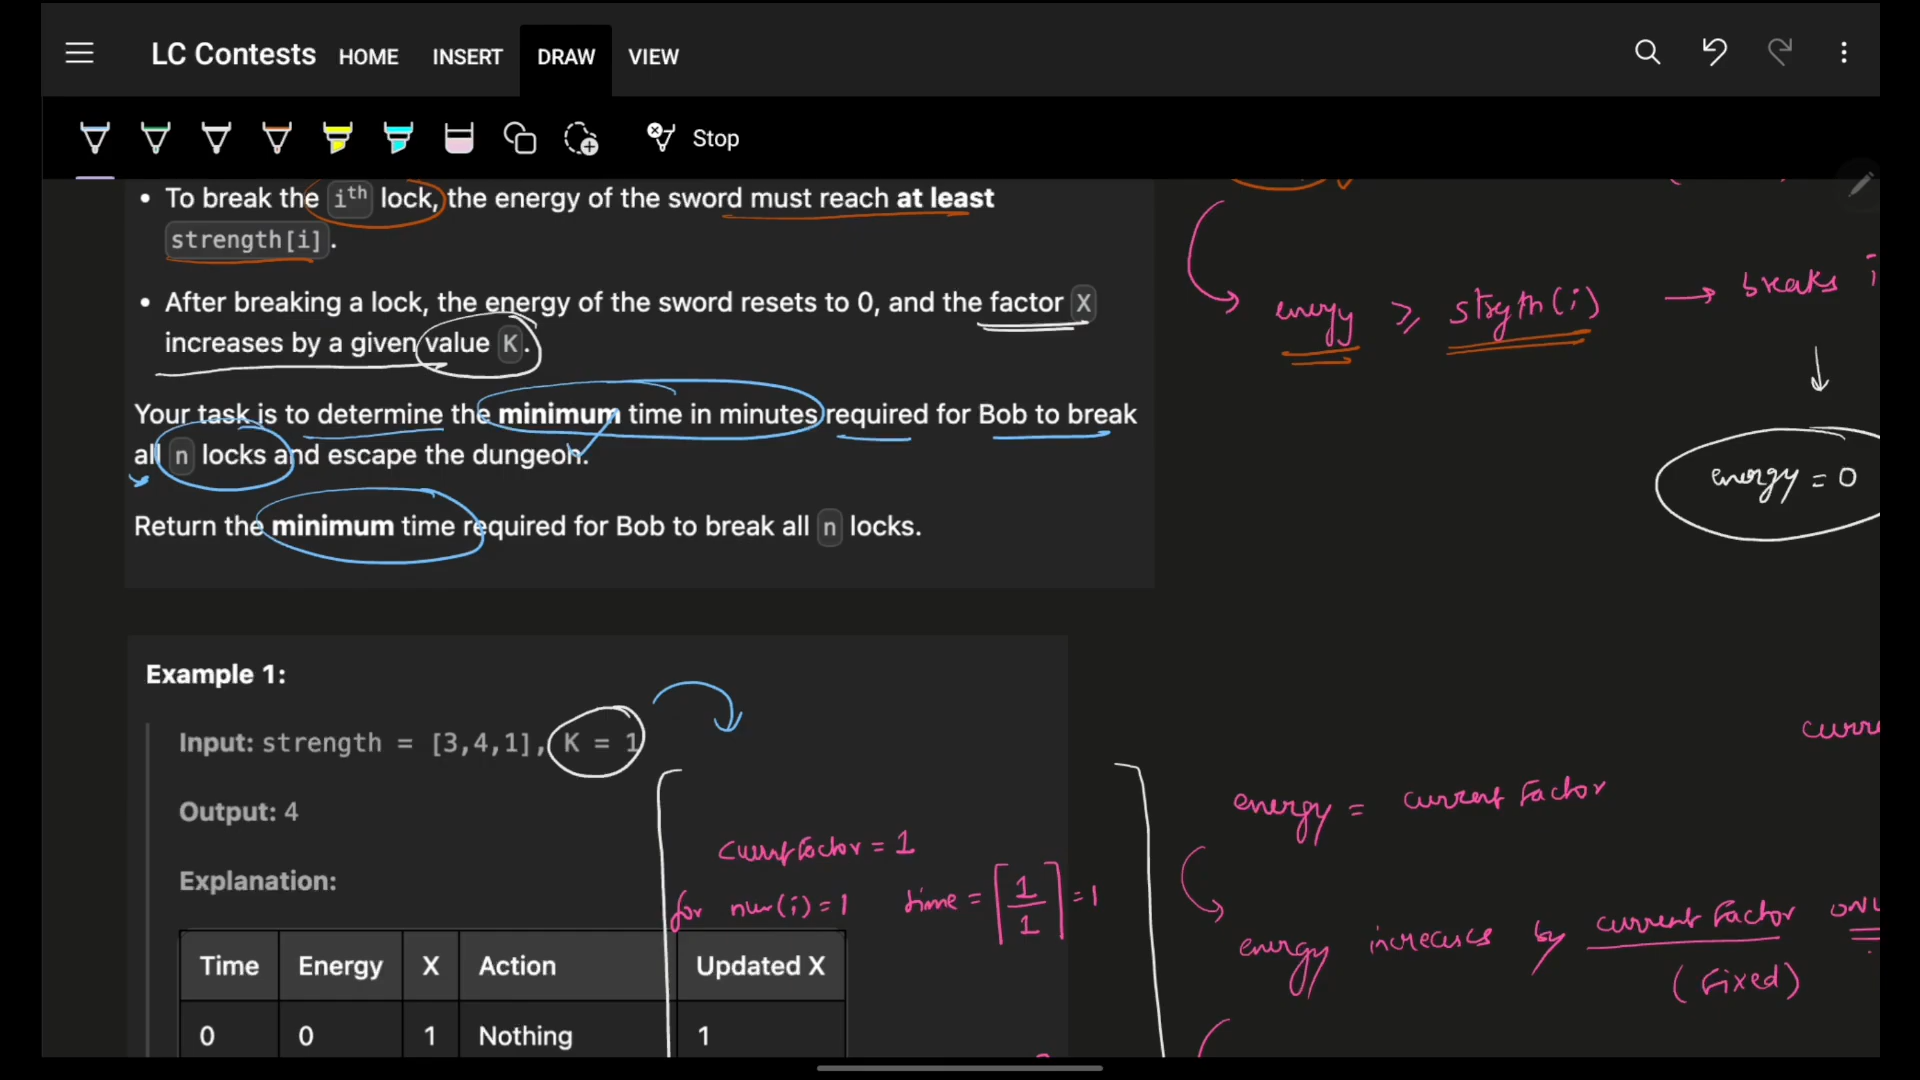 LC Contests HOME INSERT DRAW VIEW
Stop
• To break the ith lock, the energy of the sword must reach at least
strength[i].
• After breaking a lock, the energy of the sword resets to 0, and the factor X
increases by a given value K.
Your task is to determine the minimum time in minutes required for Bob to break
all n locks and escape the dungeon.
Return the minimum time required for Bob to break all n locks.
energy ≥ strgth(i) → breaks i
energy = 0
Example 1:
Input: strength = [3,4,1], K = 1
Output: 4
Explanation:
Time Energy X Action Updated X
0 0 1 Nothing 1
currfactor = 1
for num(i) = 1 time = ⌈1/1⌉ = 1
curre
energy = current factor
energy increases by current factor
(fixed)